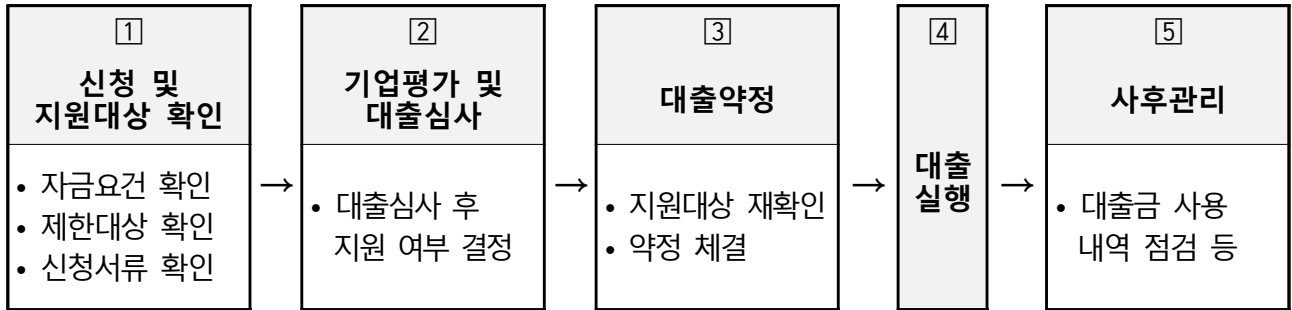 1
신청 및
지원대상 확인
• 자금요건 확인
• 제한대상 확인
• 신청서류 확인
→
2
기업평가 및
대출심사
• 대출심사 후
지원 여부 결정
→
3
대출약정
• 지원대상 재확인
• 약정 체결
→
4
대출
실행
→
5
사후관리
• 대출금 사용
내역 점검 등